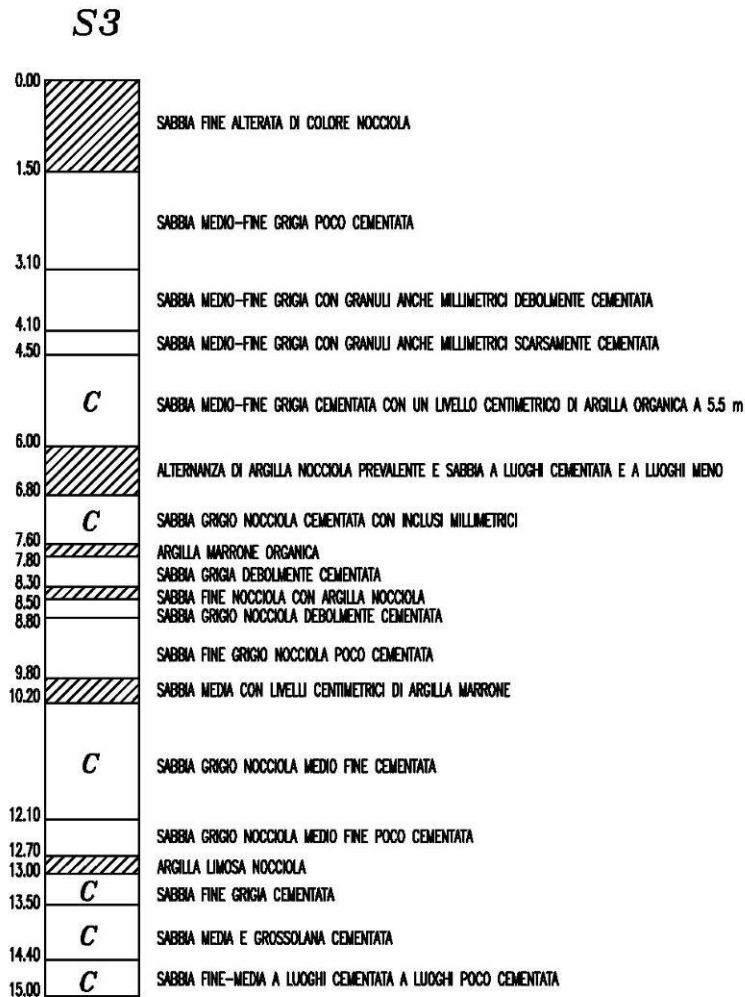 S3
0.00
SABBIA FINE ALTERATA DI COLORE NOCCIOLA
1.50
SABBIA MEDIO-FINE GRIGIA POCO CEMENTATA
3.10
SABBIA MEDIO-FINE GRIGIA CON GRANULI ANCHE MILLIMETRICI DEBOLMENTE CEMENTATA
4.10
SABBIA MEDIO-FINE GRIGIA CON GRANULI ANCHE MILLIMETRICI SCARSAMENTE CEMENTATA
4.50
C SABBIA MEDIO-FINE GRIGIA CEMENTATA CON UN LIVELLO CENTIMETRICO DI ARGILLA ORGANICA A 5.5 m
6.00
ALTERNANZA DI ARGILLA NOCCIOLA PREVALENTE E SABBIA A LUOGHI CEMENTATA E A LUOGHI MENO
6.80
C SABBIA GRIGIO NOCCIOLA CEMENTATA CON INCLUSI MILLIMETRICI
7.60
ARGILLA MARRONE ORGANICA
7.80
SABBIA GRIGIA DEBOLMENTE CEMENTATA
8.30
SABBIA FINE NOCCIOLA CON ARGILLA NOCCIOLA
8.50
SABBIA GRIGIO NOCCIOLA DEBOLMENTE CEMENTATA
8.80
SABBIA FINE GRIGIO NOCCIOLA POCO CEMENTATA
9.80
SABBIA MEDIA CON LIVELLI CENTIMETRICI DI ARGILLA MARRONE
10.20
C SABBIA GRIGIO NOCCIOLA MEDIO FINE CEMENTATA
12.10
SABBIA GRIGIO NOCCIOLA MEDIO FINE POCO CEMENTATA
12.70
ARGILLA LIMOSA NOCCIOLA
13.00
C SABBIA FINE GRIGIA CEMENTATA
13.50
C SABBIA MEDIA E GROSSOLANA CEMENTATA
14.40
C SABBIA FINE-MEDIA A LUOGHI CEMENTATA A LUOGHI POCO CEMENTATA
15.00